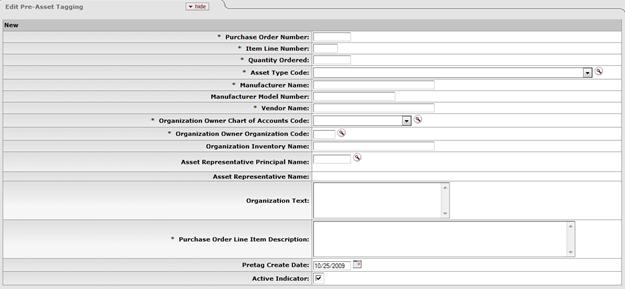 Edit Pre-Asset Tagging
hide
New
* Purchase Order Number:
* Item Line Number:
* Quantity Ordered:
* Asset Type Code:
* Manufacturer Name:
Manufacturer Model Number:
* Vendor Name:
* Organization Owner Chart of Accounts Code:
* Organization Owner Organization Code:
Organization Inventory Name:
Asset Representative Principal Name:
Asset Representative Name:
Organization Text:
* Purchase Order Line Item Description:
Pretag Create Date: 10/25/2009
Active Indicator: